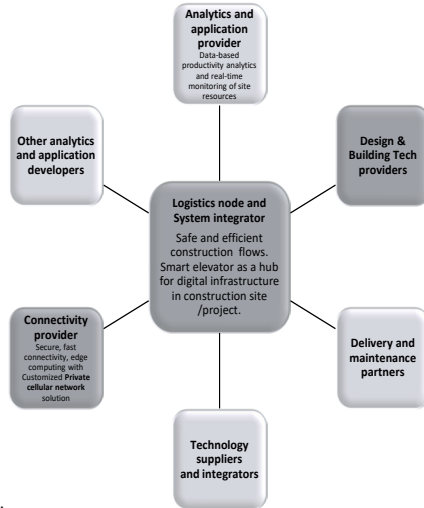 Analytics and
application
provider
Data-based
productivity analytics
and real-time
monitoring of site
resources
Other analytics
and application
developers
Design &
Building Tech
providers
Logistics node and
System integrator
Safe and efficient
construction flows.
Smart elevator as a hub
for digital infrastructure
in construction site
/project.
Connectivity
provider
Secure, fast
connectivity, edge
computing with
Customized Private
cellular network
solution
Delivery and
maintenance
partners
Technology
suppliers
and integrators
.